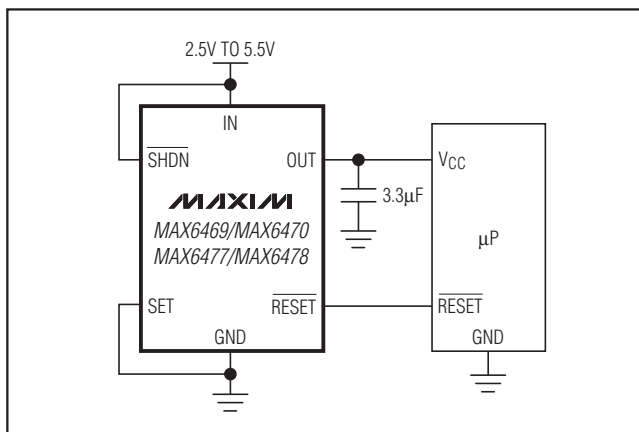 2.5V TO 5.5V
IN
SHDN
OUT
VCC
3.3µF
MAXIM
MAX6469/MAX6470
MAX6477/MAX6478
µP
SET
RESET
RESET
GND
GND